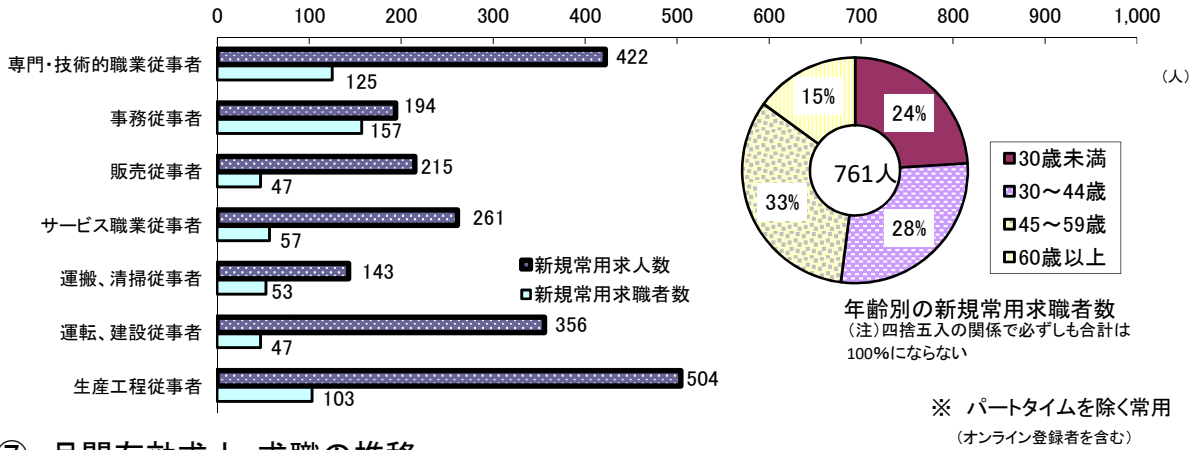 0 100 200 300 400 500 600 700 800 900 1,000
(人)
専門・技術的職業従事者 422
125
事務従事者 194
157
販売従事者 215
47
サービス職業従事者 261
57
運搬、清掃従事者 143
53
運転、建設従事者 356
47
生産工程従事者 504
103
■新規常用求人数
□新規常用求職者数
15%
24%
33%
28%
761人
30歳未満
30～44歳
45～59歳
60歳以上
年齢別の新規常用求職者数
(注)四捨五入の関係で必ずしも合計は
100%にならない
※ パートタイムを除く常用
(オンライン登録者を含む)